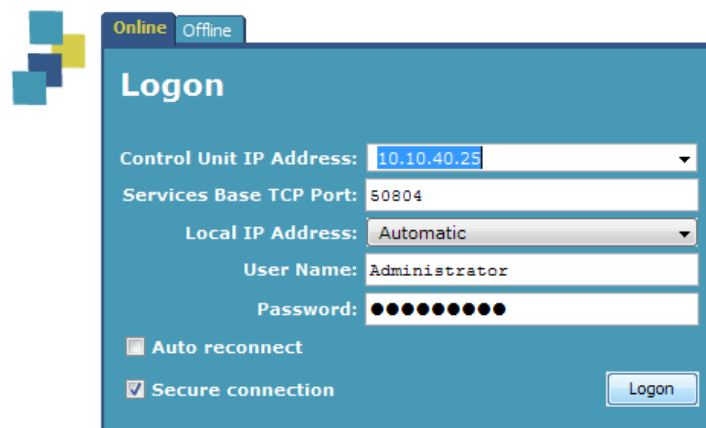 Online Offline
Logon
Control Unit IP Address: 10.10.40.25
Services Base TCP Port: 50804
Local IP Address: Automatic
User Name: Administrator
Password: ●●●●●●●●●
Auto reconnect
Secure connection
Logon